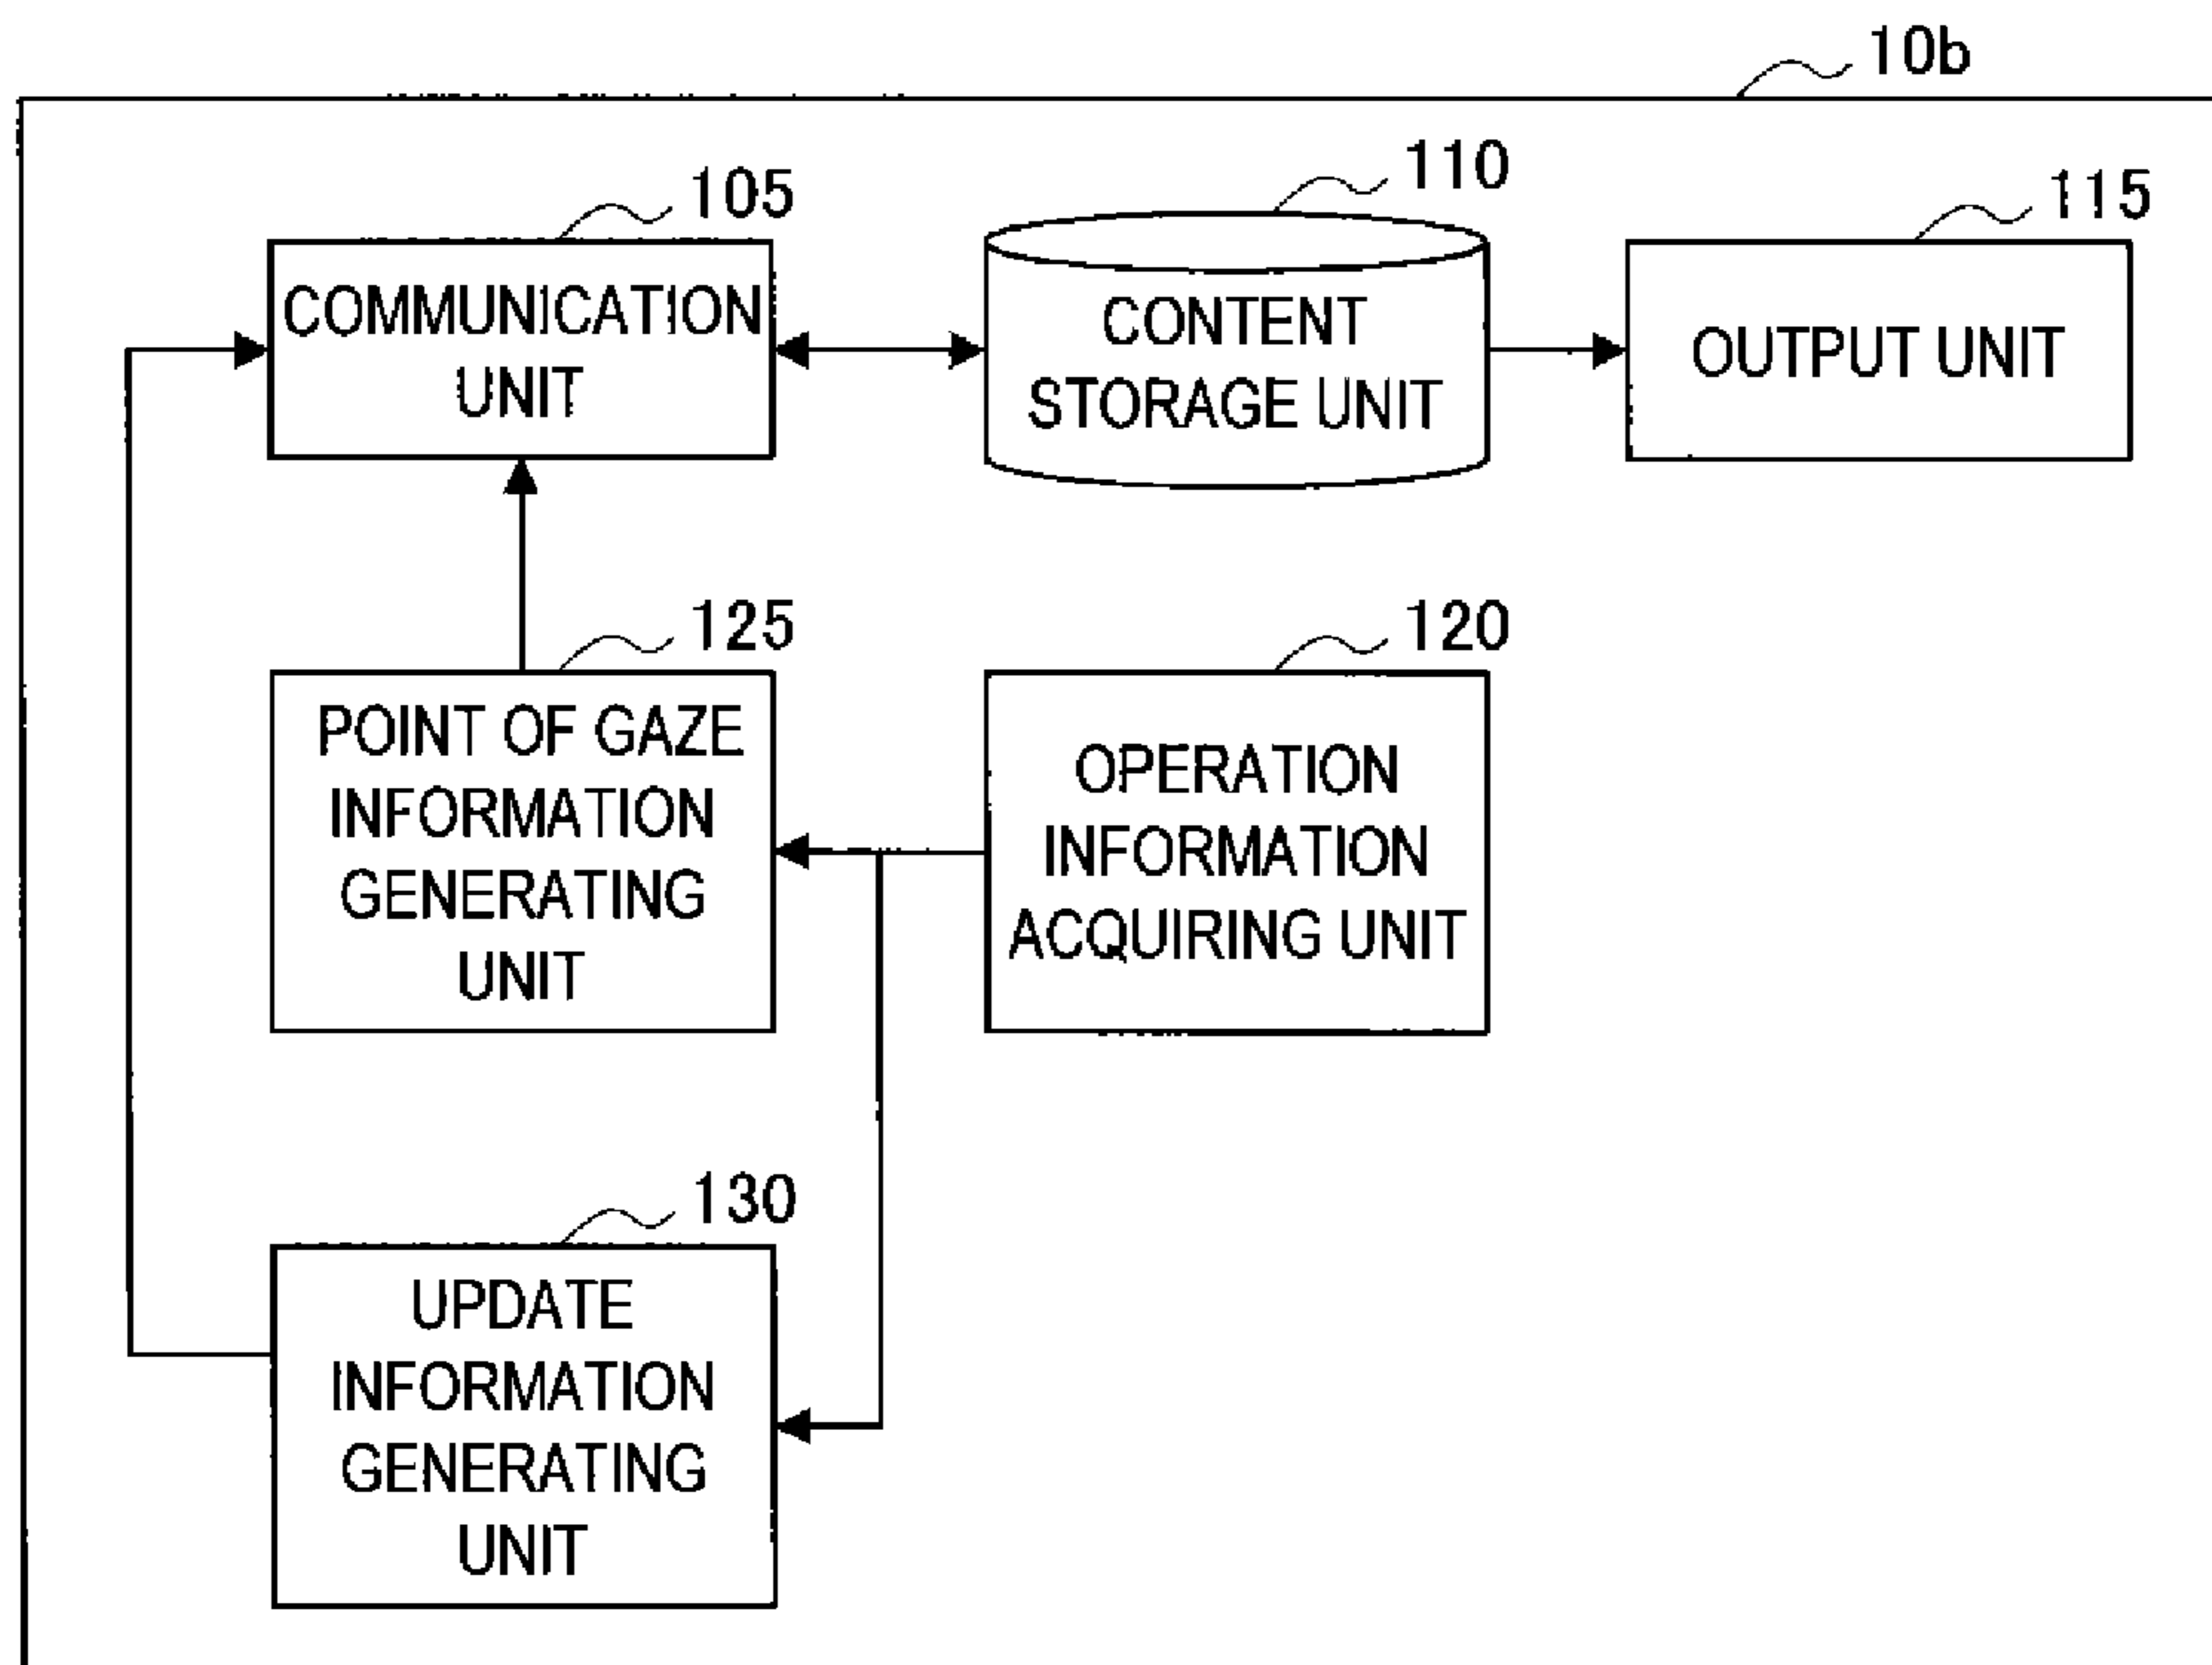 10b
105
COMMUNICATION
UNIT
110
CONTENT
STORAGE UNIT
115
OUTPUT UNIT
125
POINT OF GAZE
INFORMATION
GENERATING
UNIT
120
OPERATION
INFORMATION
ACQUIRING UNIT
130
UPDATE
INFORMATION
GENERATING
UNIT